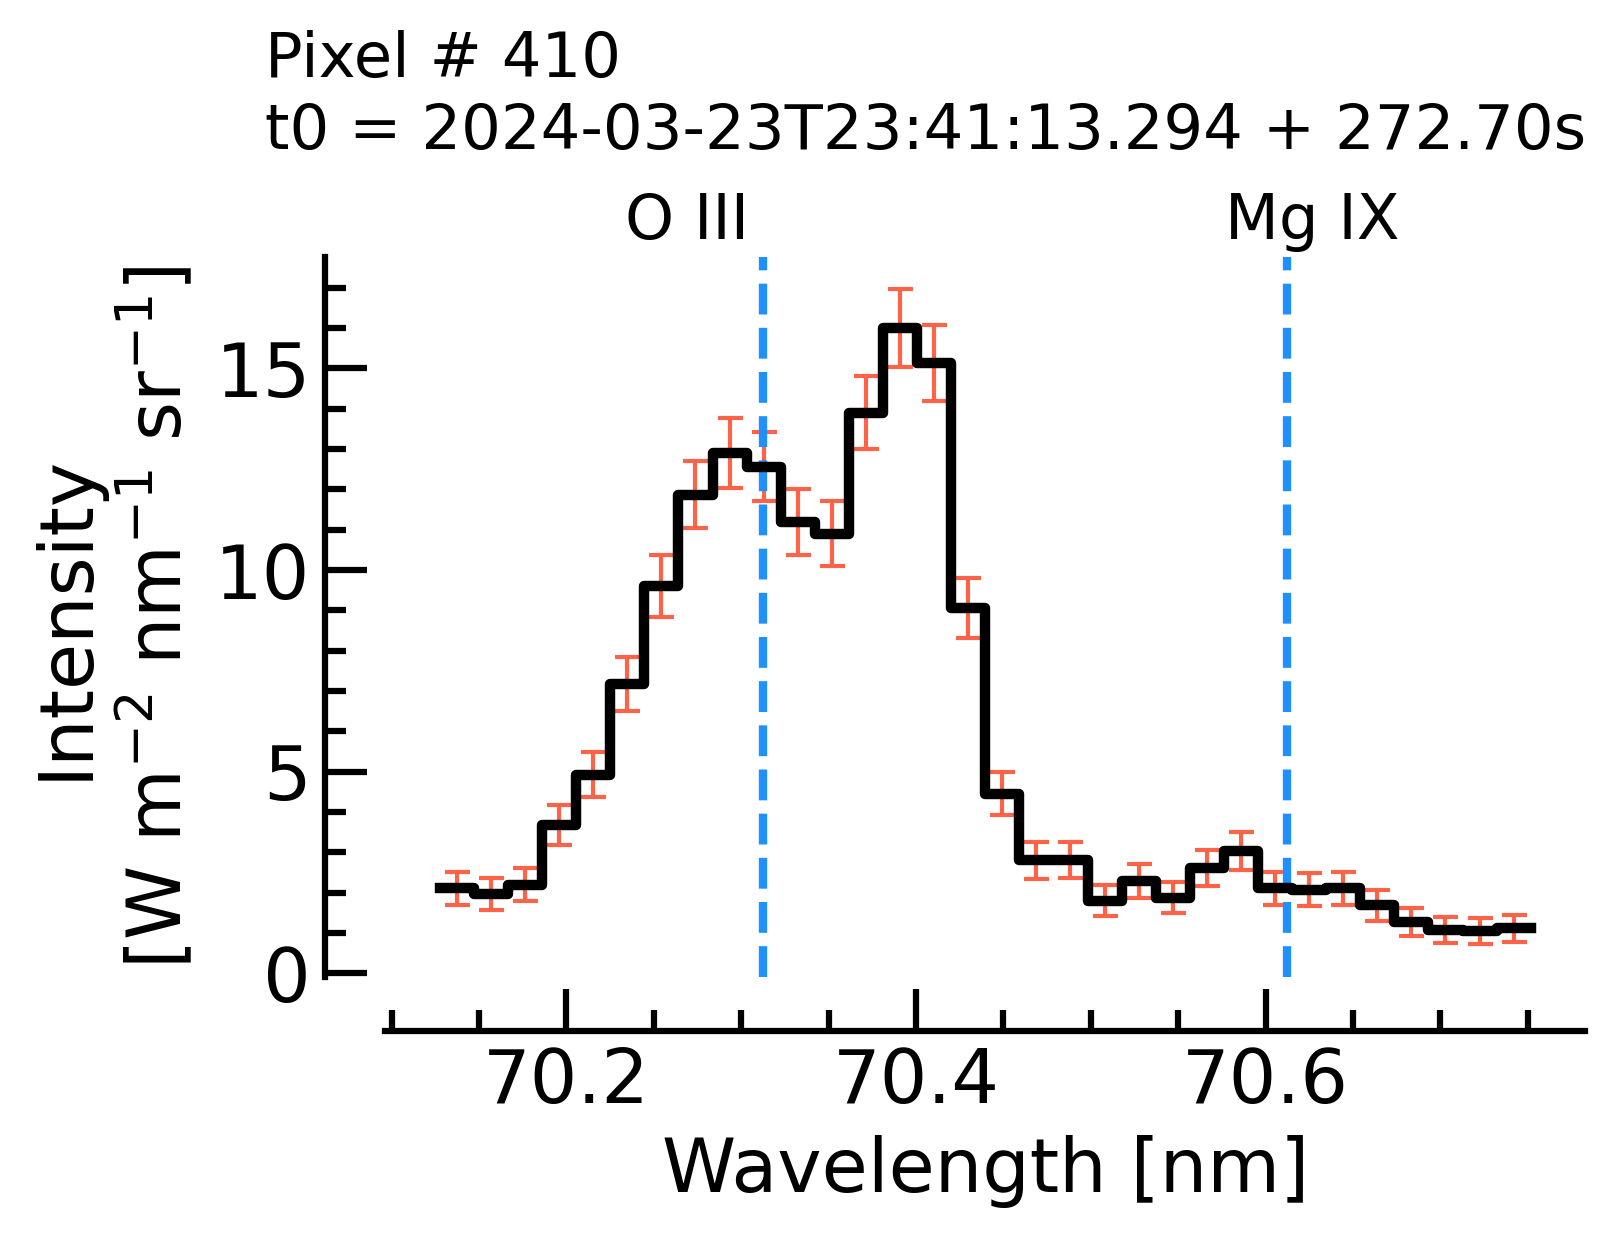 Pixel # 410
t0 = 2024-03-23T23:41:13.294 + 272.70s
O III Mg IX
Intensity
[W m⁻² nm⁻¹ sr⁻¹]
15
10
5
0
70.2 70.4 70.6
Wavelength [nm]